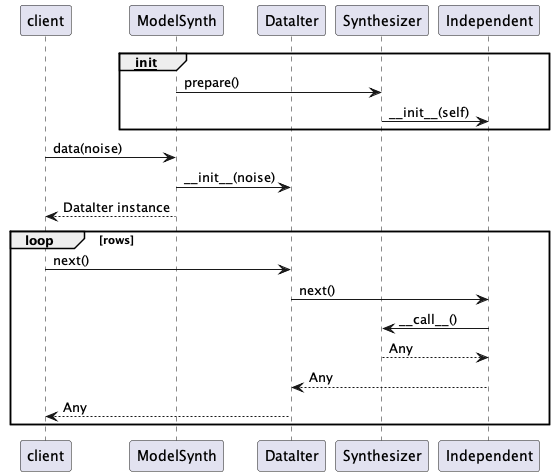 client ModelSynth DataIter Synthesizer Independent
init
prepare()
__init__(self)
data(noise)
__init__(noise)
DataIter instance
loop [rows]
next()
next()
__call__()
Any
Any
Any
client ModelSynth DataIter Synthesizer Independent